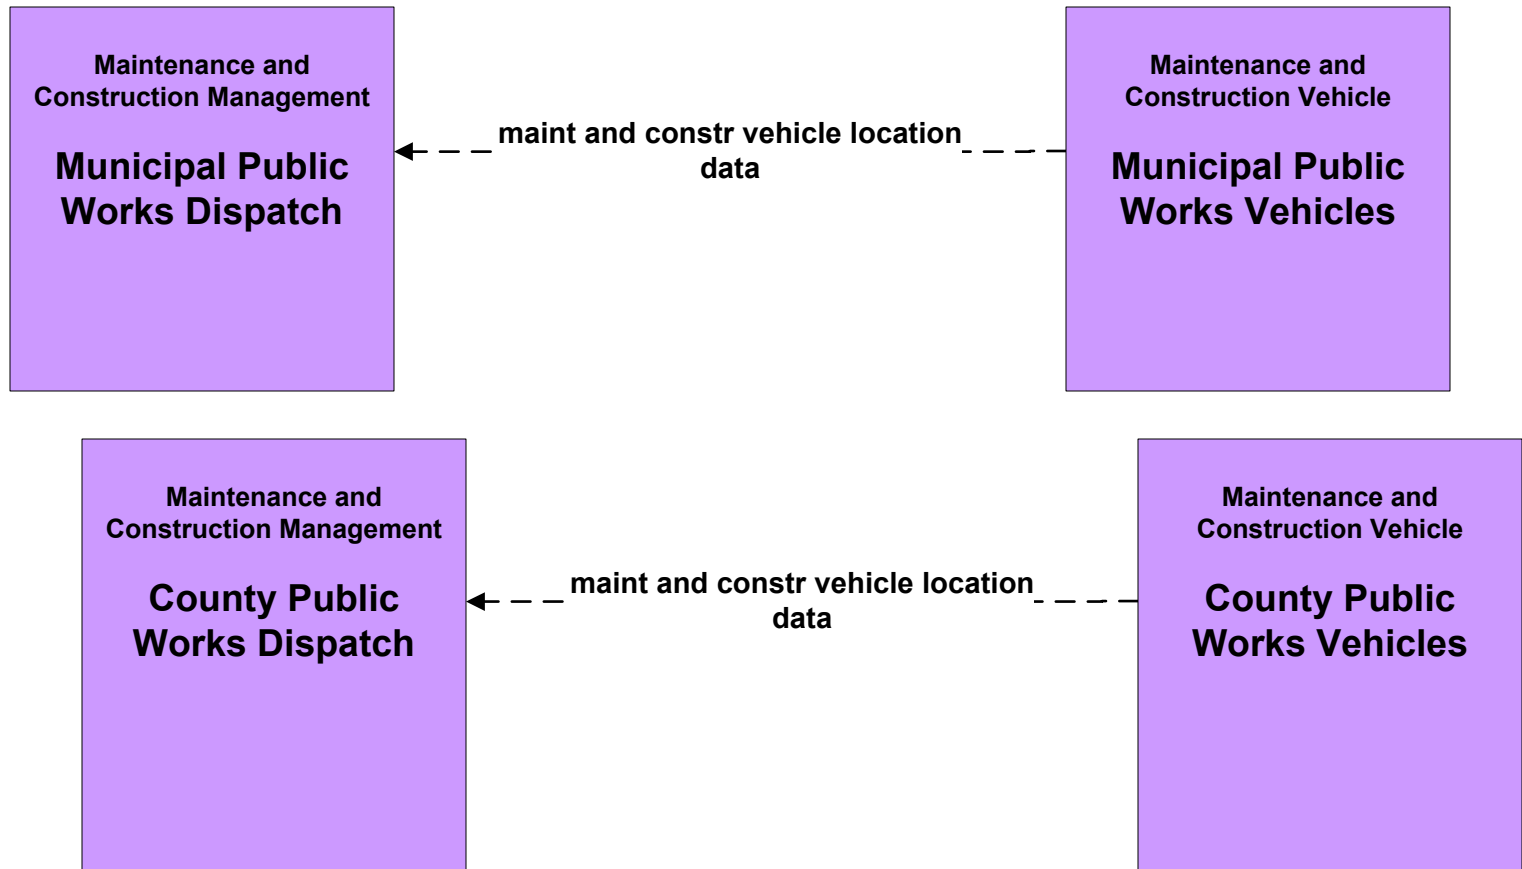 Maintenance and
Construction Management
Municipal Public
Works Dispatch
maint and constr vehicle location
data
Maintenance and
Construction Vehicle
Municipal Public
Works Vehicles
Maintenance and
Construction Management
County Public
Works Dispatch
maint and constr vehicle location
data
Maintenance and
Construction Vehicle
County Public
Works Vehicles